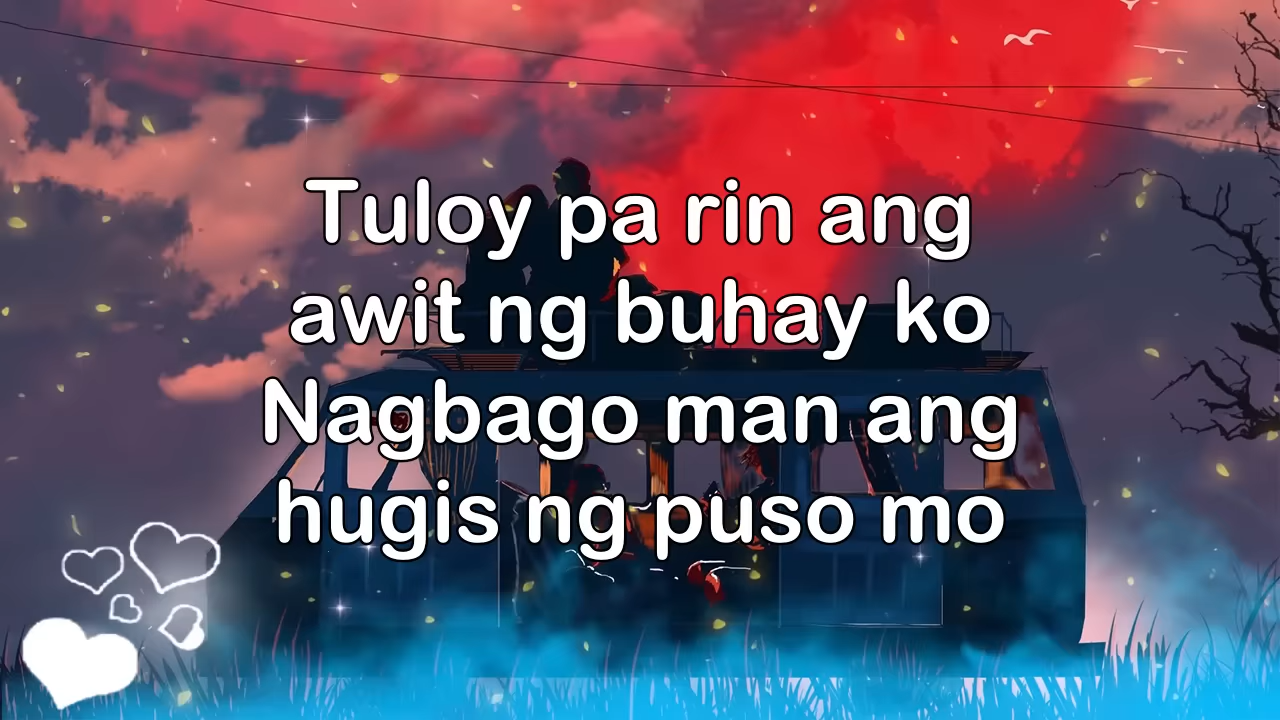 Tuloy pa rin ang
awit ng buhay ko
Nagbago man ang
hugis ng puso mo